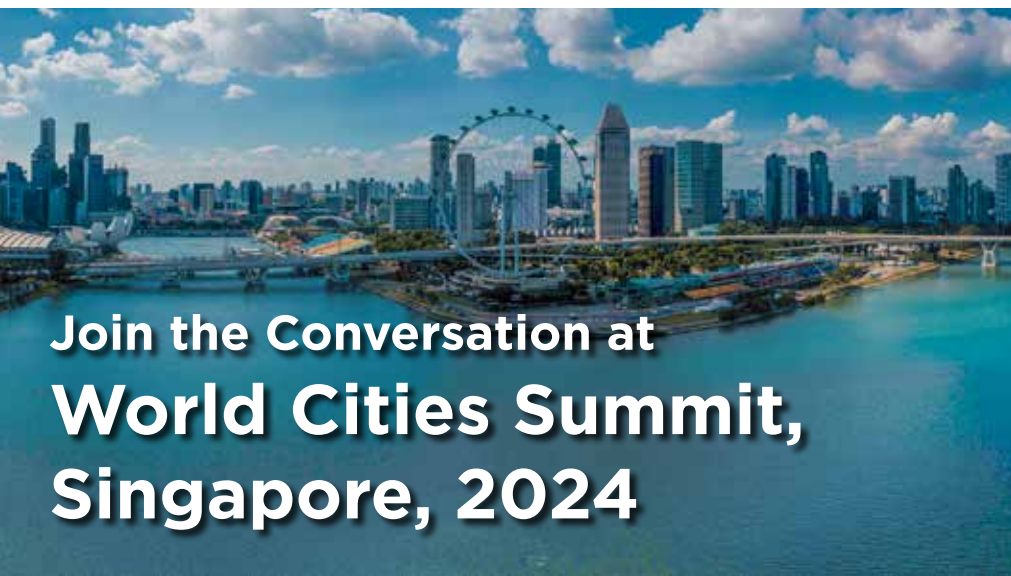 Join the Conversation at
World Cities Summit,
Singapore, 2024